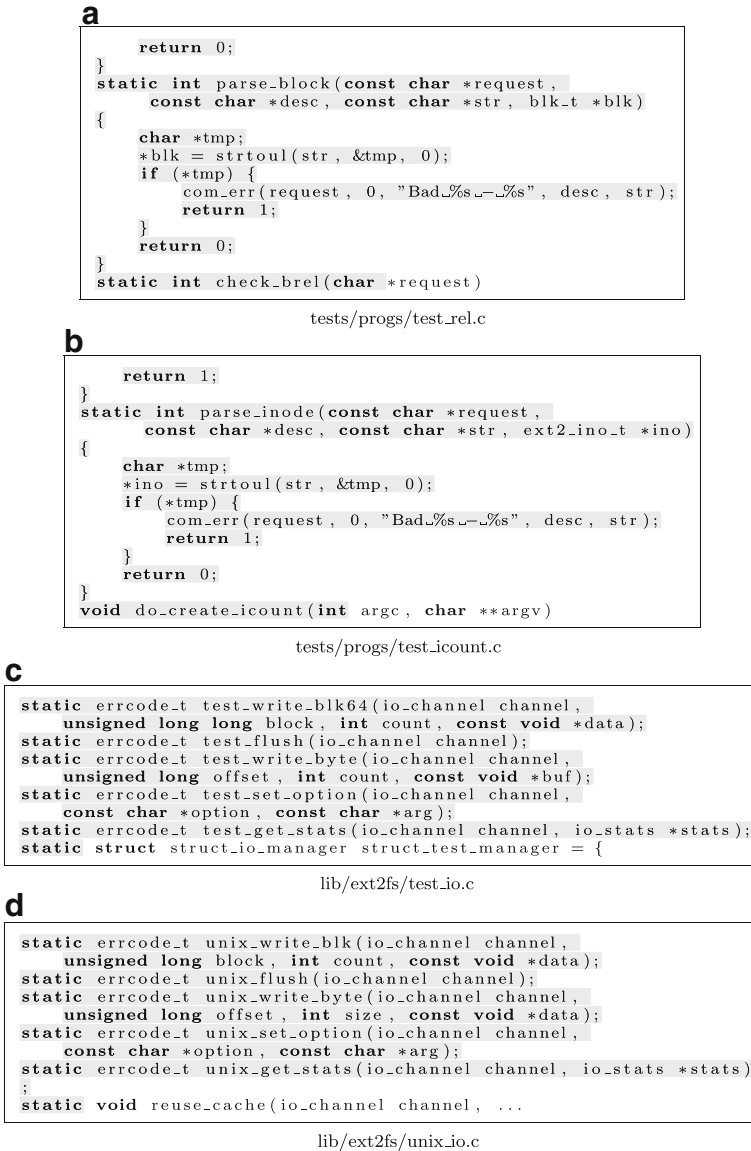 a
return 0;
}
static int parse_block(const char *request,
const char *desc, const char *str, blk_t *blk)
{
char *tmp;
*blk = strtoul(str, &tmp, 0);
if (*tmp) {
com_err(request, 0, "Bad␣%s␣-␣%s", desc, str);
return 1;
}
return 0;
}
static int check_brel(char *request)
tests/progs/test_rel.c
b
return 1;
}
static int parse_inode(const char *request,
const char *desc, const char *str, ext2_ino_t *ino)
{
char *tmp;
*ino = strtoul(str, &tmp, 0);
if (*tmp) {
com_err(request, 0, "Bad␣%s␣-␣%s", desc, str);
return 1;
}
return 0;
}
void do_create_icount(int argc, char **argv)
tests/progs/test_icount.c
c
static errcode_t test_write_blk64(io_channel channel,
unsigned long long block, int count, const void *data);
static errcode_t test_flush(io_channel channel);
static errcode_t test_write_byte(io_channel channel,
unsigned long offset, int count, const void *buf);
static errcode_t test_set_option(io_channel channel,
const char *option, const char *arg);
static errcode_t test_get_stats(io_channel channel, io_stats *stats);
static struct struct_io_manager struct_test_manager = {
lib/ext2fs/test_io.c
d
static errcode_t unix_write_blk(io_channel channel,
unsigned long block, int count, const void *data);
static errcode_t unix_flush(io_channel channel);
static errcode_t unix_write_byte(io_channel channel,
unsigned long offset, int size, const void *data);
static errcode_t unix_set_option(io_channel channel,
const char *option, const char *arg);
static errcode_t unix_get_stats(io_channel channel, io_stats *stats)
;
static void reuse_cache(io_channel channel, ...
lib/ext2fs/unix_io.c